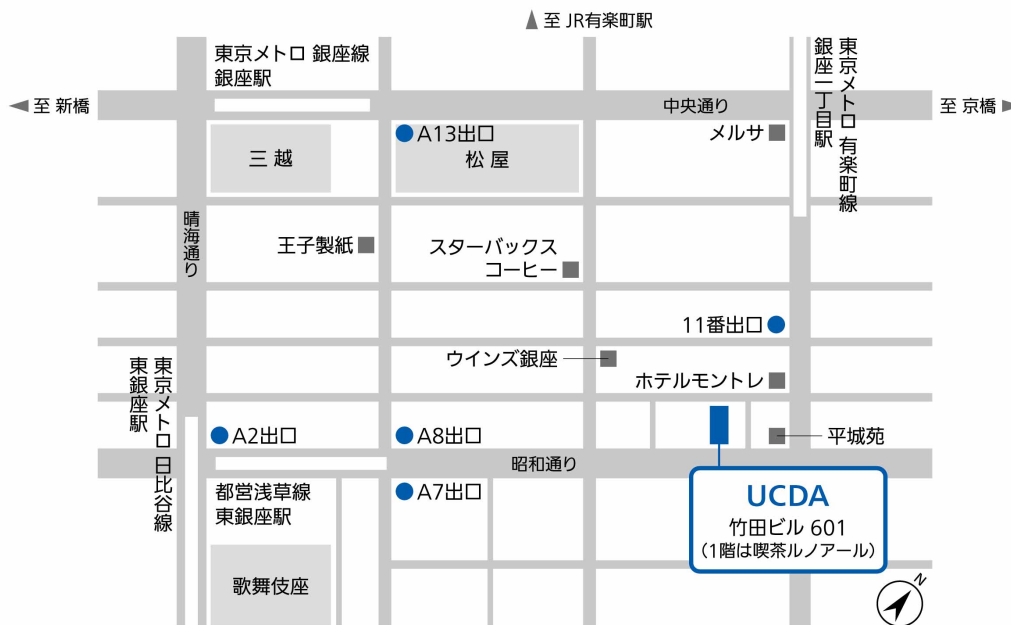 至 JR有楽町駅
東京メトロ 銀座線
銀座駅
東京メトロ 有楽町線
銀座一丁目駅
至 新橋
中央通り
至 京橋
A13出口
メルサ
三越
松屋
晴海通り
王子製紙
スターバックス
コーヒー
11番出口
ウインズ銀座
ホテルモントレ
東京メトロ 日比谷線
東銀座駅
A2出口
A8出口
平城苑
昭和通り
都営浅草線
東銀座駅
A7出口
UCDA
竹田ビル 601
(1階は喫茶ルノアール)
歌舞伎座
N